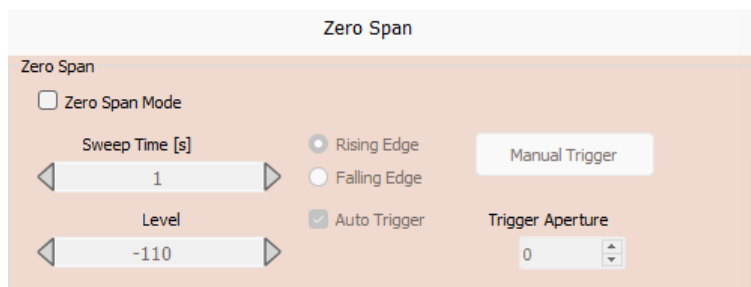 Zero Span
Zero Span
Zero Span Mode
Sweep Time [s]
Rising Edge
Manual Trigger
1
Falling Edge
Level
Auto Trigger
Trigger Aperture
-110
0